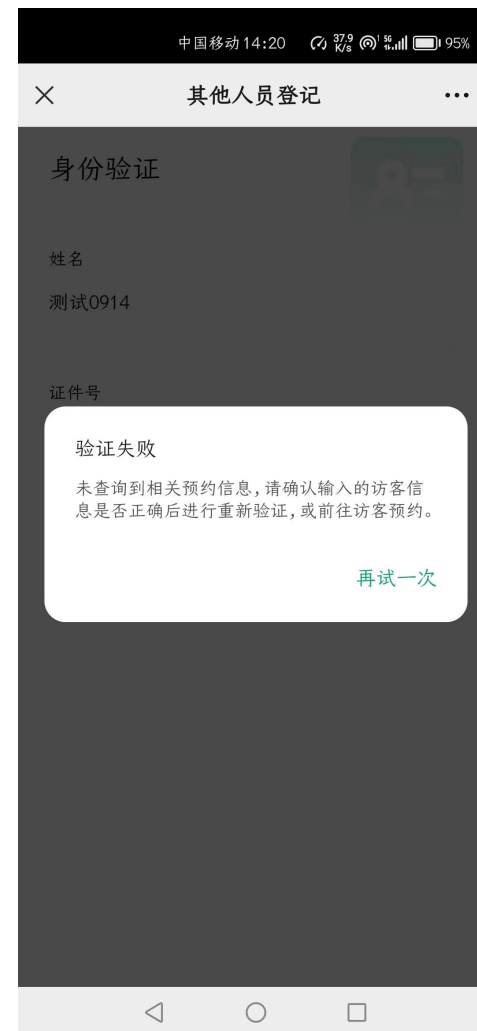 中国移动14:20 37.9 K/s 5G 95%
其他人员登记
身份验证
姓名
测试0914
证件号
验证失败
未查询到相关预约信息,请确认输入的访客信
息是否正确后进行重新验证,或前往访客预约。
再试一次